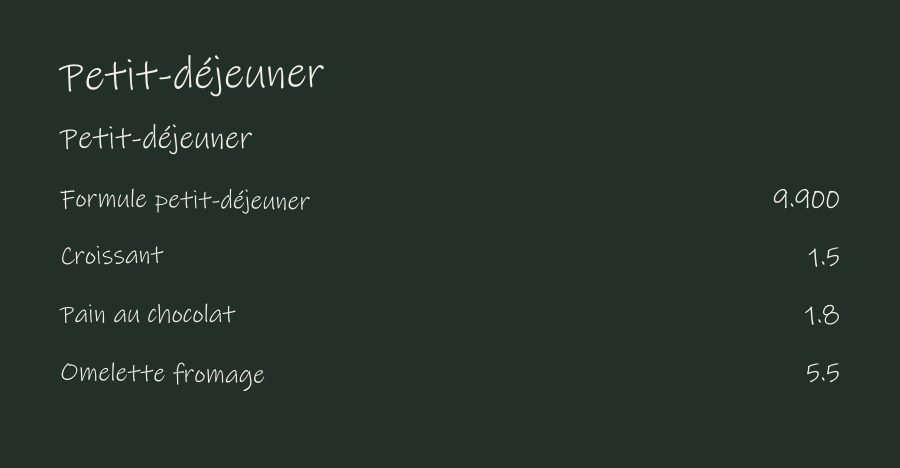 Petit-déjeuner
Petit-déjeuner
Formule petit-déjeuner 9.900
Croissant 1.5
Pain au chocolat 1.8
Omelette fromage 5.5